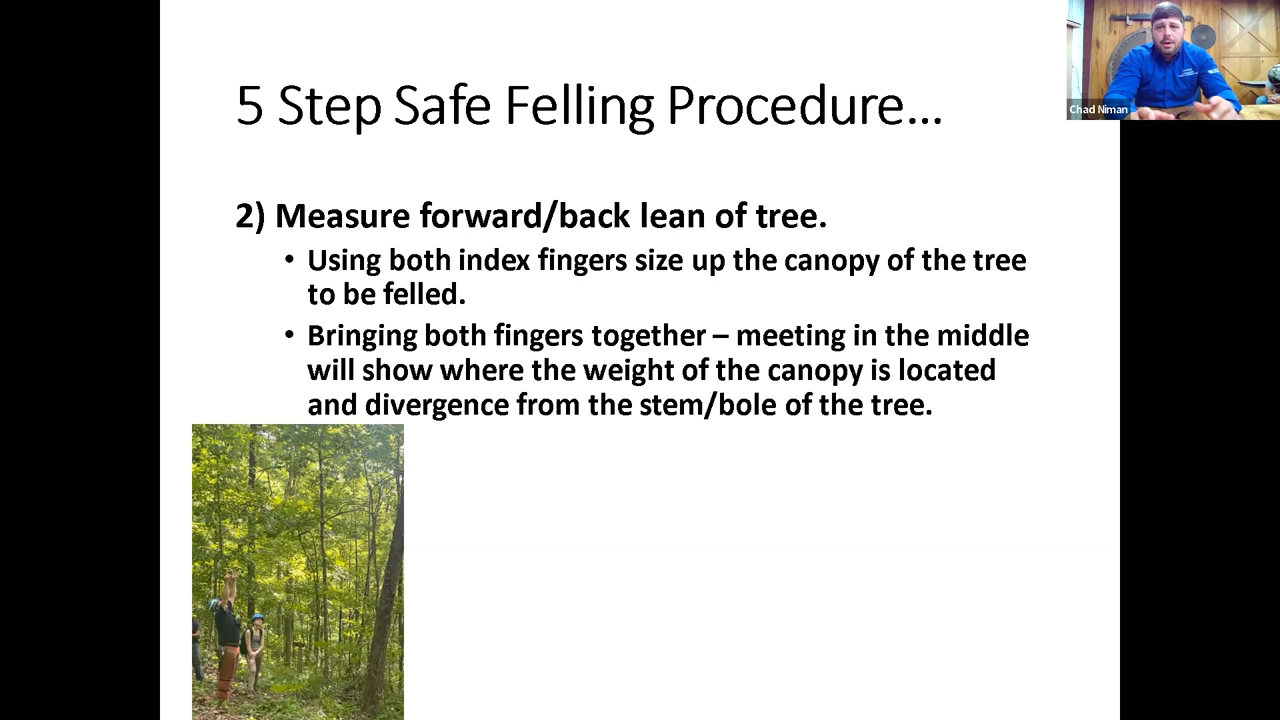 5 Step Safe Felling Procedure...
Chad Niman
2) Measure forward/back lean of tree.
• Using both index fingers size up the canopy of the tree
to be felled.
• Bringing both fingers together – meeting in the middle
will show where the weight of the canopy is located
and divergence from the stem/bole of the tree.